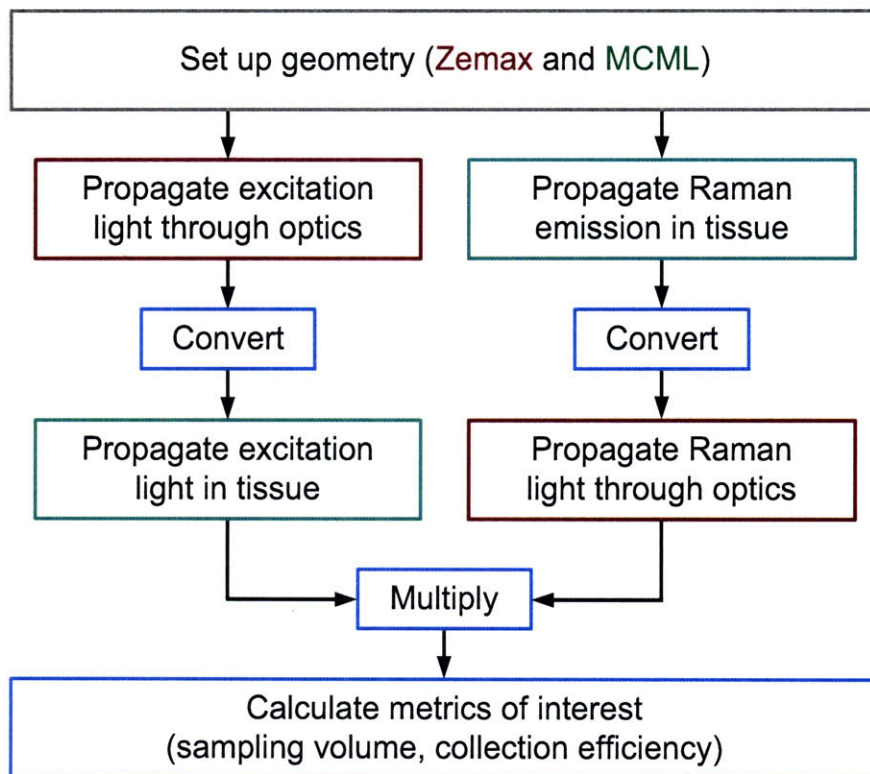 Set up geometry (Zemax and MCML)
Propagate excitation
light through optics
Propagate Raman
emission in tissue
Convert
Convert
Propagate excitation
light in tissue
Propagate Raman
light through optics
Multiply
Calculate metrics of interest
(sampling volume, collection efficiency)